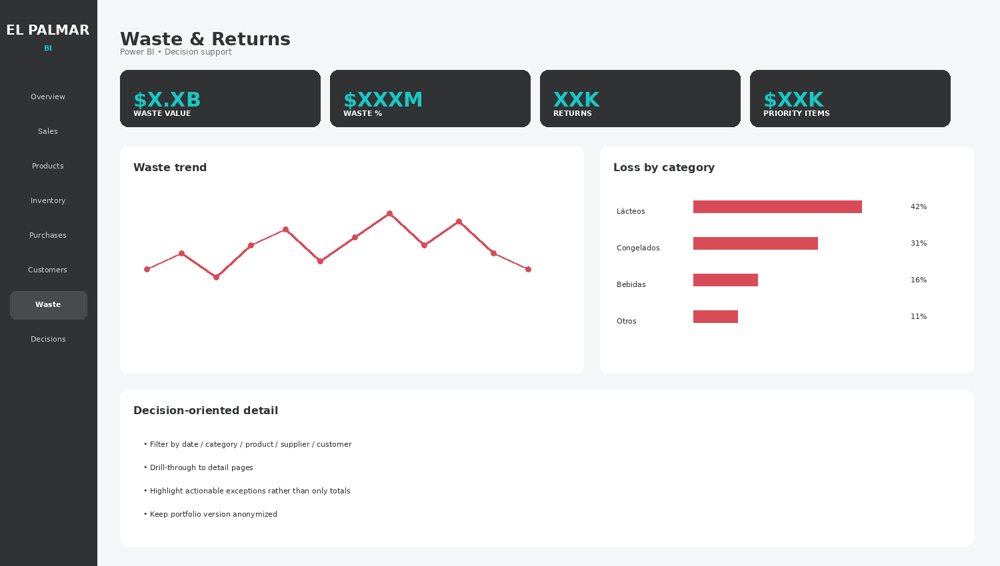 EL PALMAR
BI
Overview
Sales
Products
Inventory
Purchases
Customers
Waste
Decisions
Waste & Returns
Power BI • Decision support
$X.XB
WASTE VALUE
$XXXM
WASTE %
XXK
RETURNS
$XXK
PRIORITY ITEMS
Waste trend
Loss by category
Lácteos 42%
Congelados 31%
Bebidas 16%
Otros 11%
Decision-oriented detail
• Filter by date / category / product / supplier / customer
• Drill-through to detail pages
• Highlight actionable exceptions rather than only totals
• Keep portfolio version anonymized